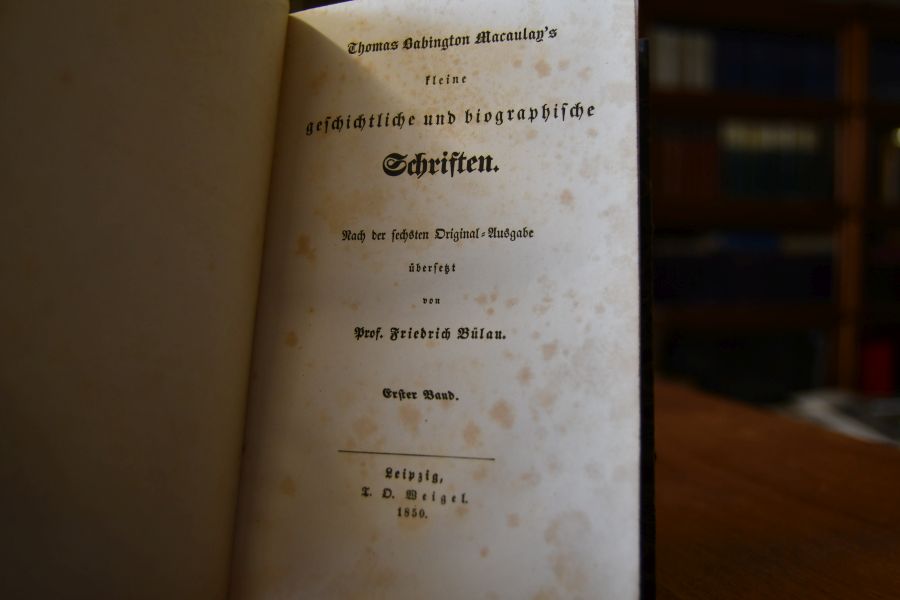 Thomas Babington Macaulay's
kleine
geſchichtliche und biographiſche
Schriften.
Nach der ſechsten Original-Ausgabe
überſetzt
von
Prof. Friedrich Bülau.
Erſter Band.
Leipzig,
T. O. Weigel.
1850.